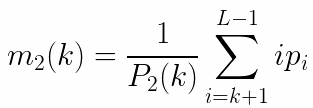 $m_2(k) = \frac{1}{P_2(k)} \sum_{i=k+1}^{L-1} i p_i$